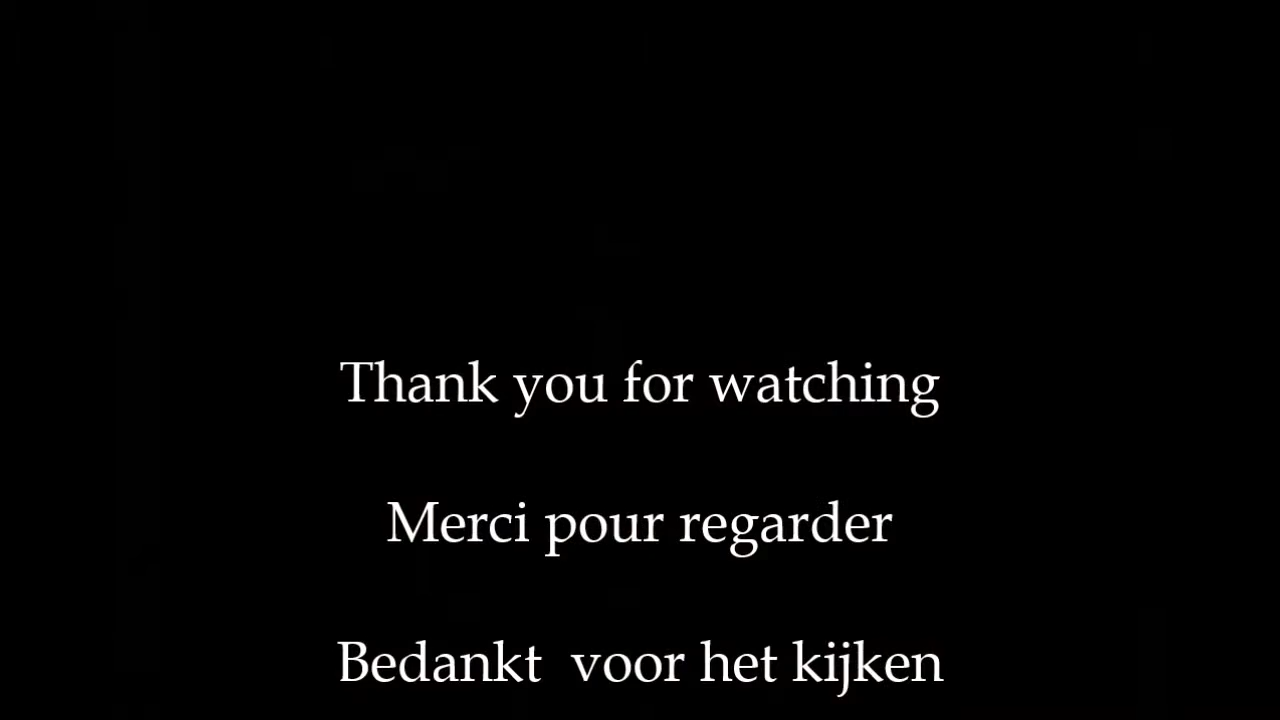 Thank you for watching
Merci pour regarder
Bedankt  voor het kijken